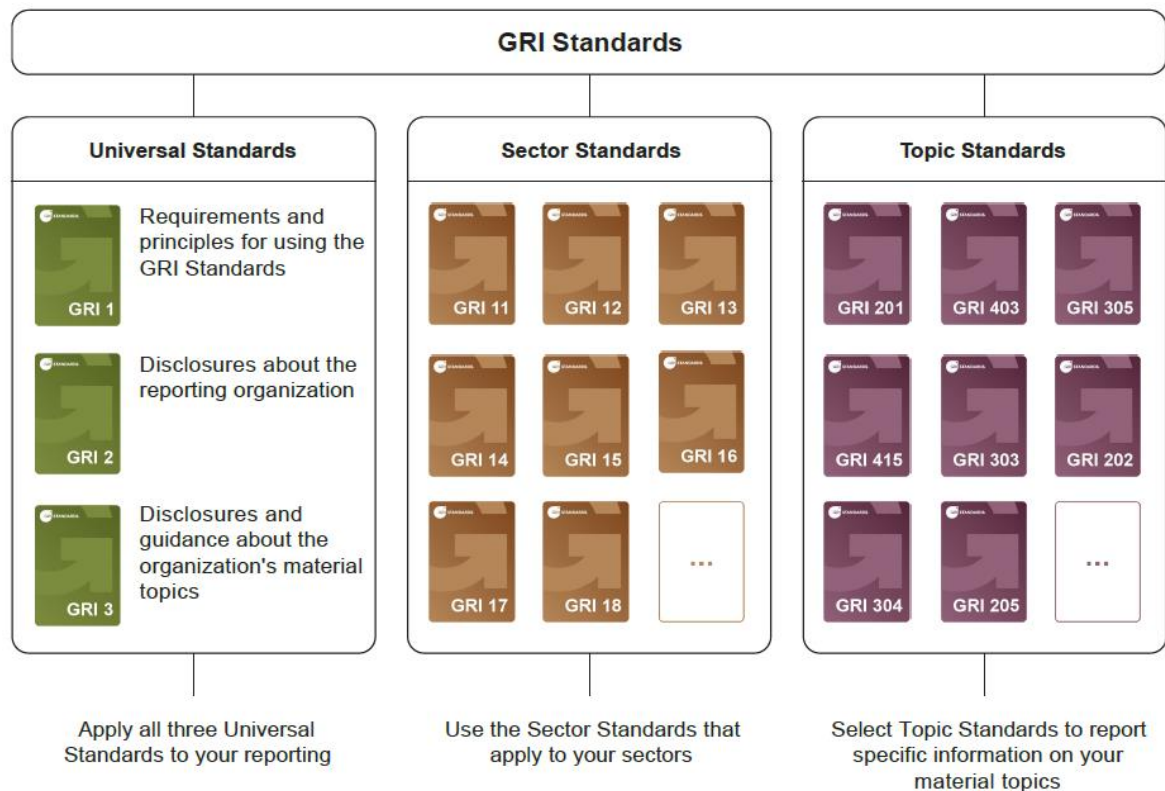 GRI Standards
Universal Standards
GRI 1
Requirements and
principles for using the
GRI Standards
GRI 2
Disclosures about the
reporting organization
GRI 3
Disclosures and
guidance about the
organization's material
topics
Apply all three Universal
Standards to your reporting
Sector Standards
GRI 11
GRI 12
GRI 13
GRI 14
GRI 15
GRI 16
GRI 17
GRI 18
...
Use the Sector Standards that
apply to your sectors
Topic Standards
GRI 201
GRI 403
GRI 305
GRI 415
GRI 303
GRI 202
GRI 304
GRI 205
...
Select Topic Standards to report
specific information on your
material topics